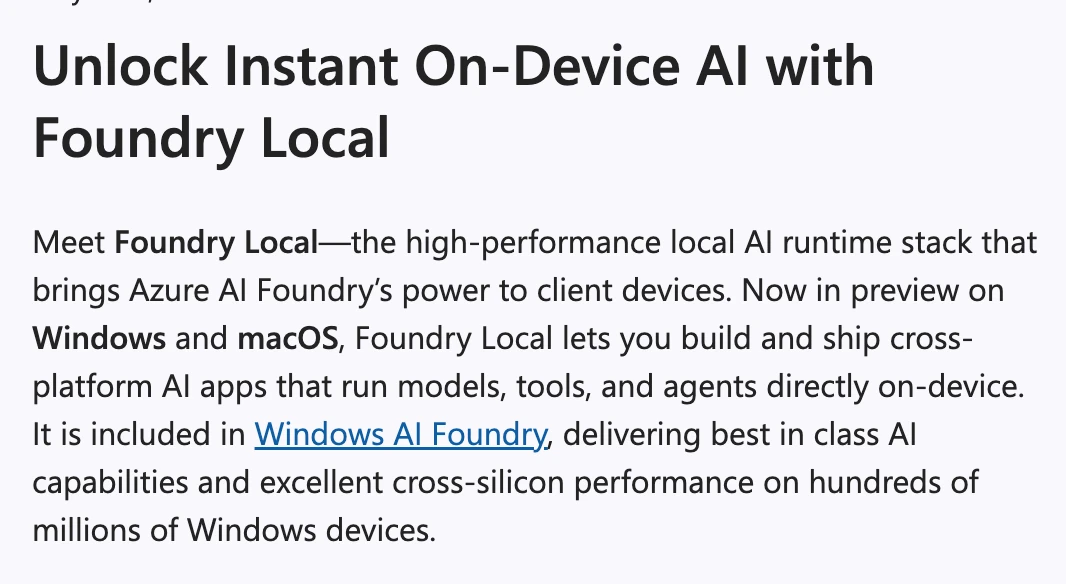 Unlock Instant On-Device AI with
Foundry Local
Meet Foundry Local—the high-performance local AI runtime stack that
brings Azure AI Foundry’s power to client devices. Now in preview on
Windows and macOS, Foundry Local lets you build and ship cross-
platform AI apps that run models, tools, and agents directly on-device.
It is included in Windows AI Foundry, delivering best in class AI
capabilities and excellent cross-silicon performance on hundreds of
millions of Windows devices.